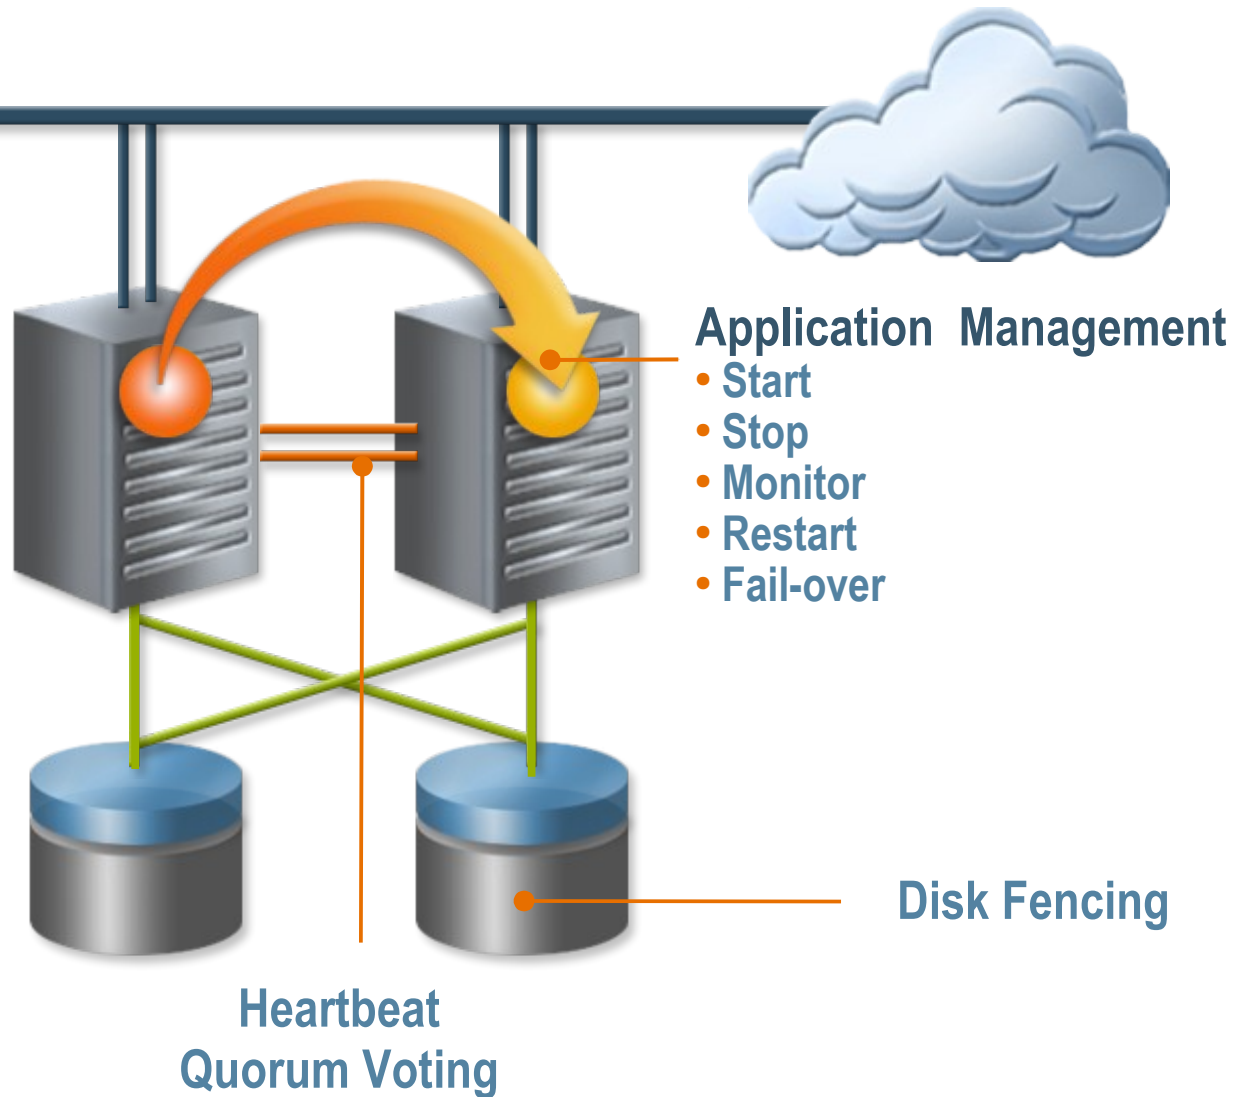 Application Management
• Start
• Stop
• Monitor
• Restart
• Fail-over
Disk Fencing
Heartbeat
Quorum Voting